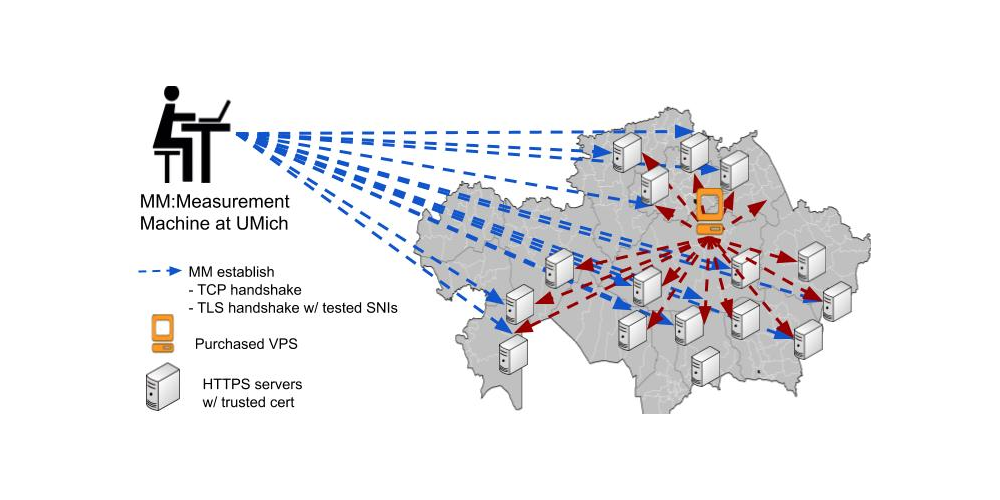 MM:Measurement
Machine at UMich
MM establish
- TCP handshake
- TLS handshake w/ tested SNIs
Purchased VPS
HTTPS servers
w/ trusted cert